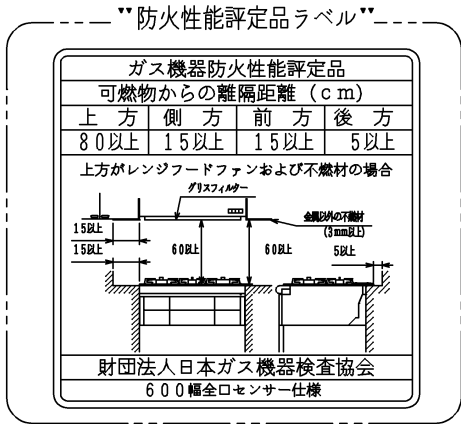 防火性能評定品ラベル
ガス機器防火性能評定品
可燃物からの離隔距離（ｃｍ）
上 方 側 方 前 方 後 方
８０以上 １５以上 １５以上 ５以上
上方がレンジフードファンおよび不燃材の場合
グリスフィルター
金属以外の不燃材
(３mm以上)
15以上
15以上
60以上
60以上
5以上
財団法人日本ガス機器検査協会
６００幅全口センサー仕様